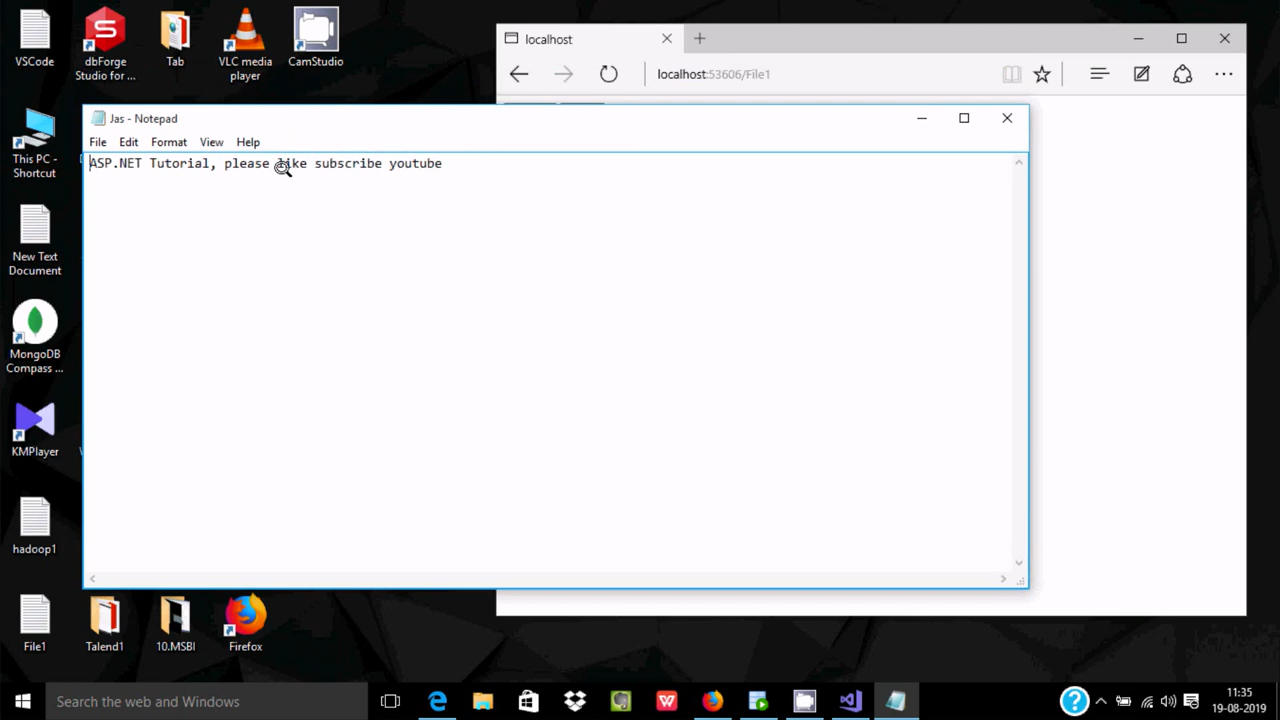 VSCode
dbForge
Studio for ...
Tab
VLC media
player
CamStudio
localhost
localhost:53606/File1
Jas - Notepad
File Edit Format View Help
ASP.NET Tutorial, please like subscribe youtube
This PC -
Shortcut
New Text
Document
MongoDB
Compass ...
KMPlayer
hadoop1
File1
Talend1
10.MSBI
Firefox
Search the web and Windows
11:35
19-08-2019